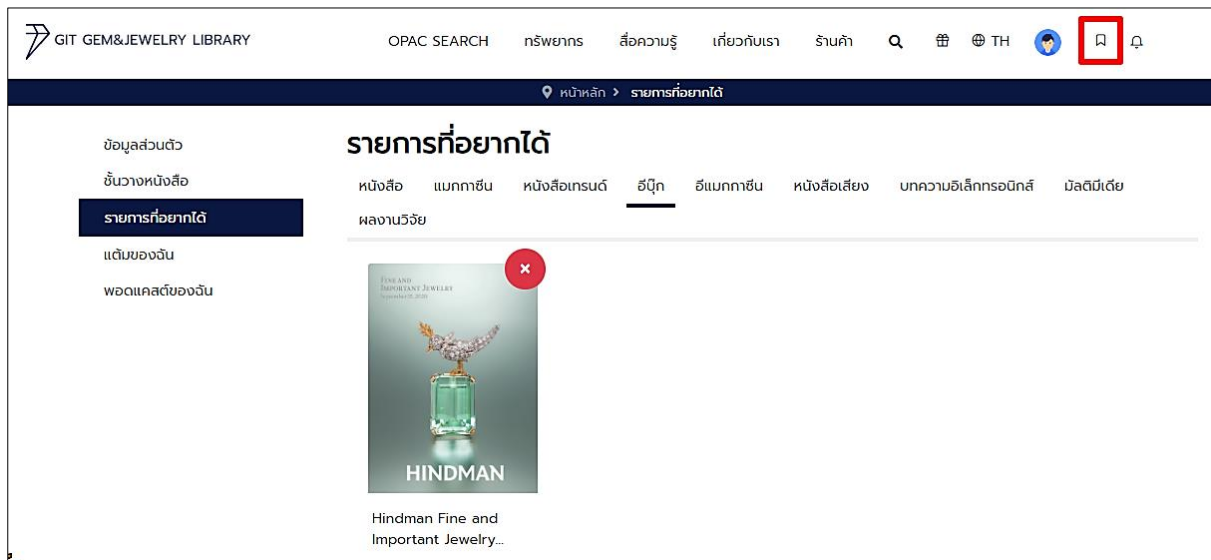 GIT GEM&JEWELRY LIBRARY OPAC SEARCH ทรัพยากร สื่อความรู้ เกี่ยวกับเรา ร้านค้า TH
หน้าหลัก > รายการที่อยากได้
ข้อมูลส่วนตัว
ชั้นวางหนังสือ
รายการที่อยากได้
แต้มของฉัน
พอดแคสต์ของฉัน
รายการที่อยากได้
หนังสือ แมกกาซีน หนังสือเทรนด์ อีบุ๊ก อีแมกกาซีน หนังสือเสียง บทความอิเล็กทรอนิกส์ มัลติมีเดีย
ผลงานวิจัย
FINE AND
IMPORTANT JEWELRY
HINDMAN
Hindman Fine and
Important Jewelry...